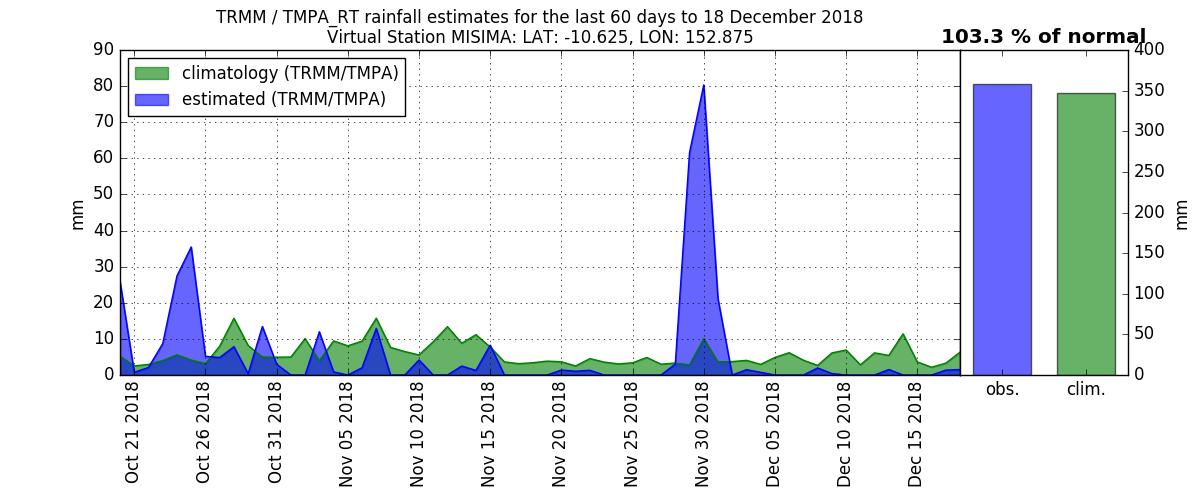 TRMM / TMPA_RT rainfall estimates for the last 60 days to 18 December 2018
Virtual Station MISIMA: LAT: -10.625, LON: 152.875
103.3 % of normal
climatology (TRMM/TMPA)
estimated (TRMM/TMPA)
90
80
70
60
50
40
30
20
10
0
mm
Oct 21 2018
Oct 26 2018
Oct 31 2018
Nov 05 2018
Nov 10 2018
Nov 15 2018
Nov 20 2018
Nov 25 2018
Nov 30 2018
Dec 05 2018
Dec 10 2018
Dec 15 2018
400
350
300
250
200
150
100
50
0
mm
obs.
clim.